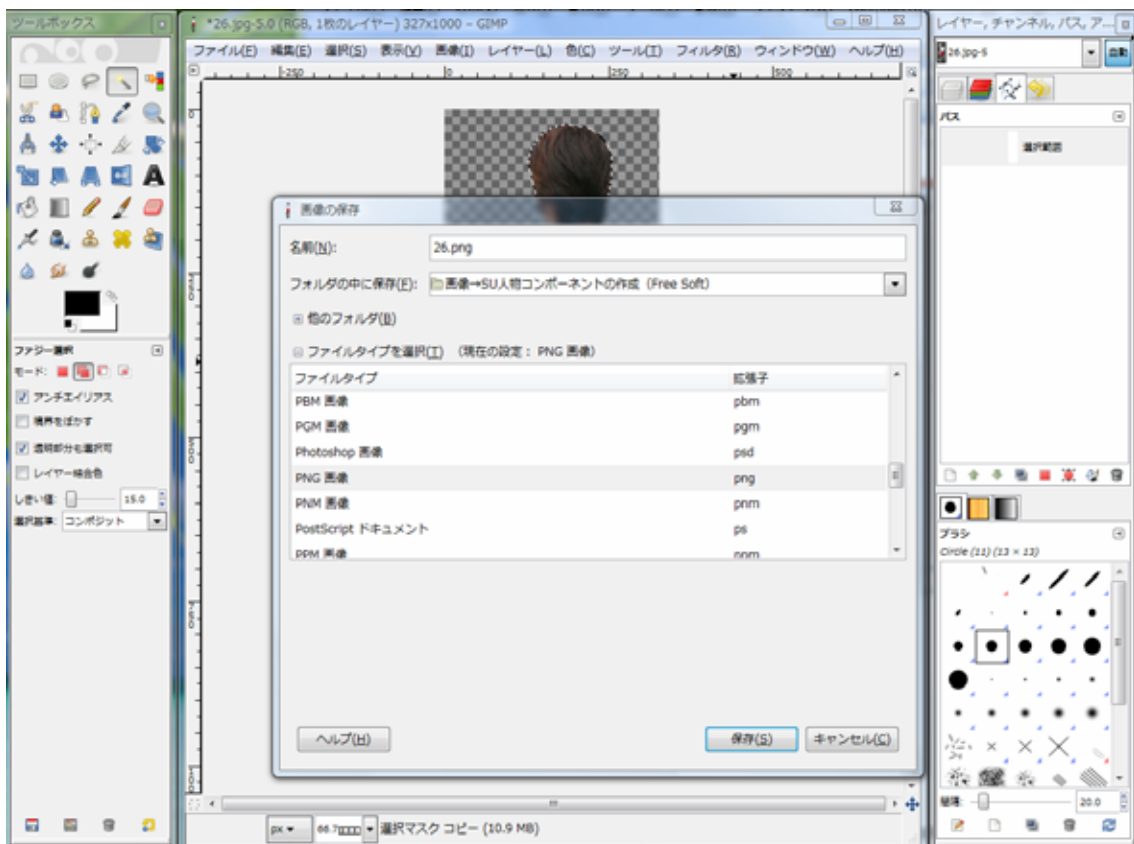 ツールボックス
*26.jpg-5.0 (RGB, 1枚のレイヤー) 327x1000 – GIMP
レイヤー, チャンネル, パス, ア...
ファイル(F) 編集(E) 選択(S) 表示(V) 画像(I) レイヤー(L) 色(C) ツール(T) フィルタ(R) ウィンドウ(W) ヘルプ(H)
26.jpg-5
自動
-250
0
250
500
パス
選択範囲
画像の保存
名前(N):
26.png
フォルダの中に保存(F):
画像→SU人物コンポーネントの作成（Free Soft）
他のフォルダ(B)
ファイルタイプを選択(T) （現在の設定： PNG 画像）
ファイルタイプ 拡張子
PBM 画像 pbm
PGM 画像 pgm
Photoshop 画像 psd
PNG 画像 png
PNM 画像 pnm
PostScript ドキュメント ps
PPM 画像 ppm
ヘルプ(H)
保存(S)
キャンセル(C)
ファジー選択
モード:
アンチエイリアス
境界をぼかす
透明部分も選択可
レイヤー結合色
しきい値: 15.0
選択基準: コンポジット
ブラシ
Circle (11) (13 × 13)
間隔: 20.0
px
選択マスク コピー (10.9 MB)